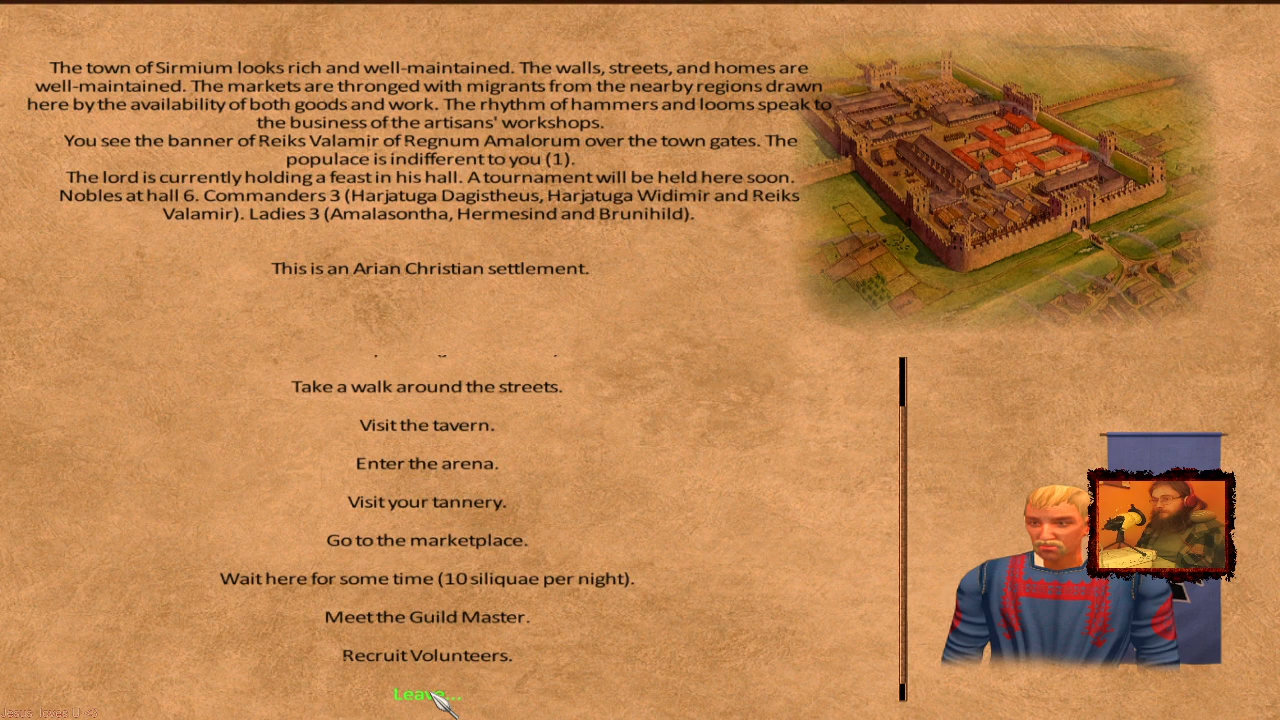 The town of Sirmium looks rich and well-maintained. The walls, streets, and homes are
well-maintained. The markets are thronged with migrants from the nearby regions drawn
here by the availability of both goods and work. The rhythm of hammers and looms speak to
the business of the artisans' workshops.
You see the banner of Reiks Valamir of Regnum Amalorum over the town gates. The
populace is indifferent to you (1).
The lord is currently holding a feast in his hall. A tournament will be held here soon.
Nobles at hall 6. Commanders 3 (Harjatuga Dagistheus, Harjatuga Widimir and Reiks
Valamir). Ladies 3 (Amalasontha, Hermesind and Brunihild).
This is an Arian Christian settlement.
Take a walk around the streets.
Visit the tavern.
Enter the arena.
Visit your tannery.
Go to the marketplace.
Wait here for some time (10 siliquae per night).
Meet the Guild Master.
Recruit Volunteers.
Leave...
Jesus loves U <3